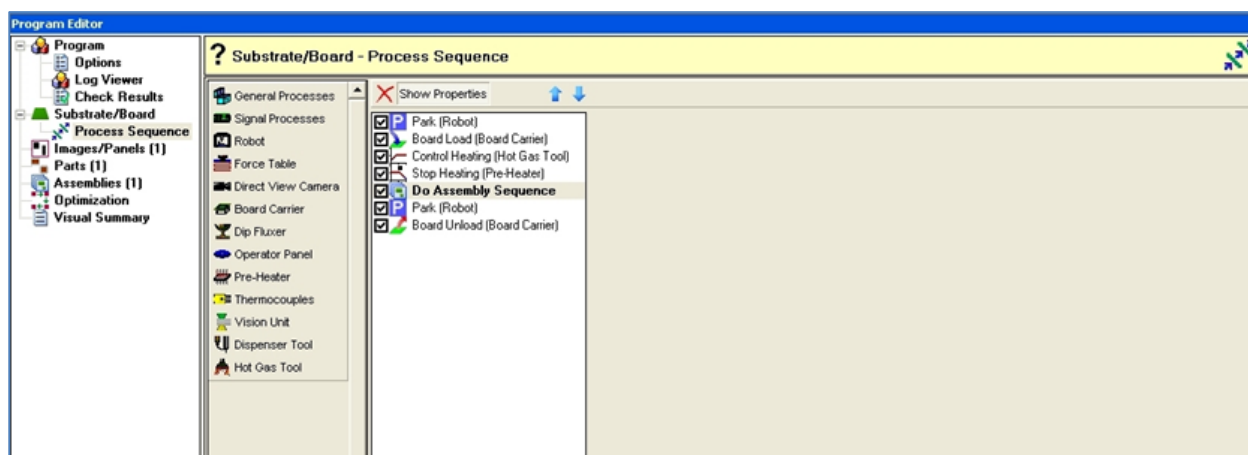 Program Editor
Program
Options
Log Viewer
Check Results
Substrate/Board
Process Sequence
Images/Panels (1)
Parts (1)
Assemblies (1)
Optimization
Visual Summary
? Substrate/Board - Process Sequence
General Processes
Signal Processes
Robot
Force Table
Direct View Camera
Board Carrier
Dip Fluxer
Operator Panel
Pre-Heater
Thermocouples
Vision Unit
Dispenser Tool
Hot Gas Tool
Show Properties
P Park (Robot)
Board Load (Board Carrier)
Control Heating (Hot Gas Tool)
Stop Heating (Pre-Heater)
Do Assembly Sequence
P Park (Robot)
Board Unload (Board Carrier)